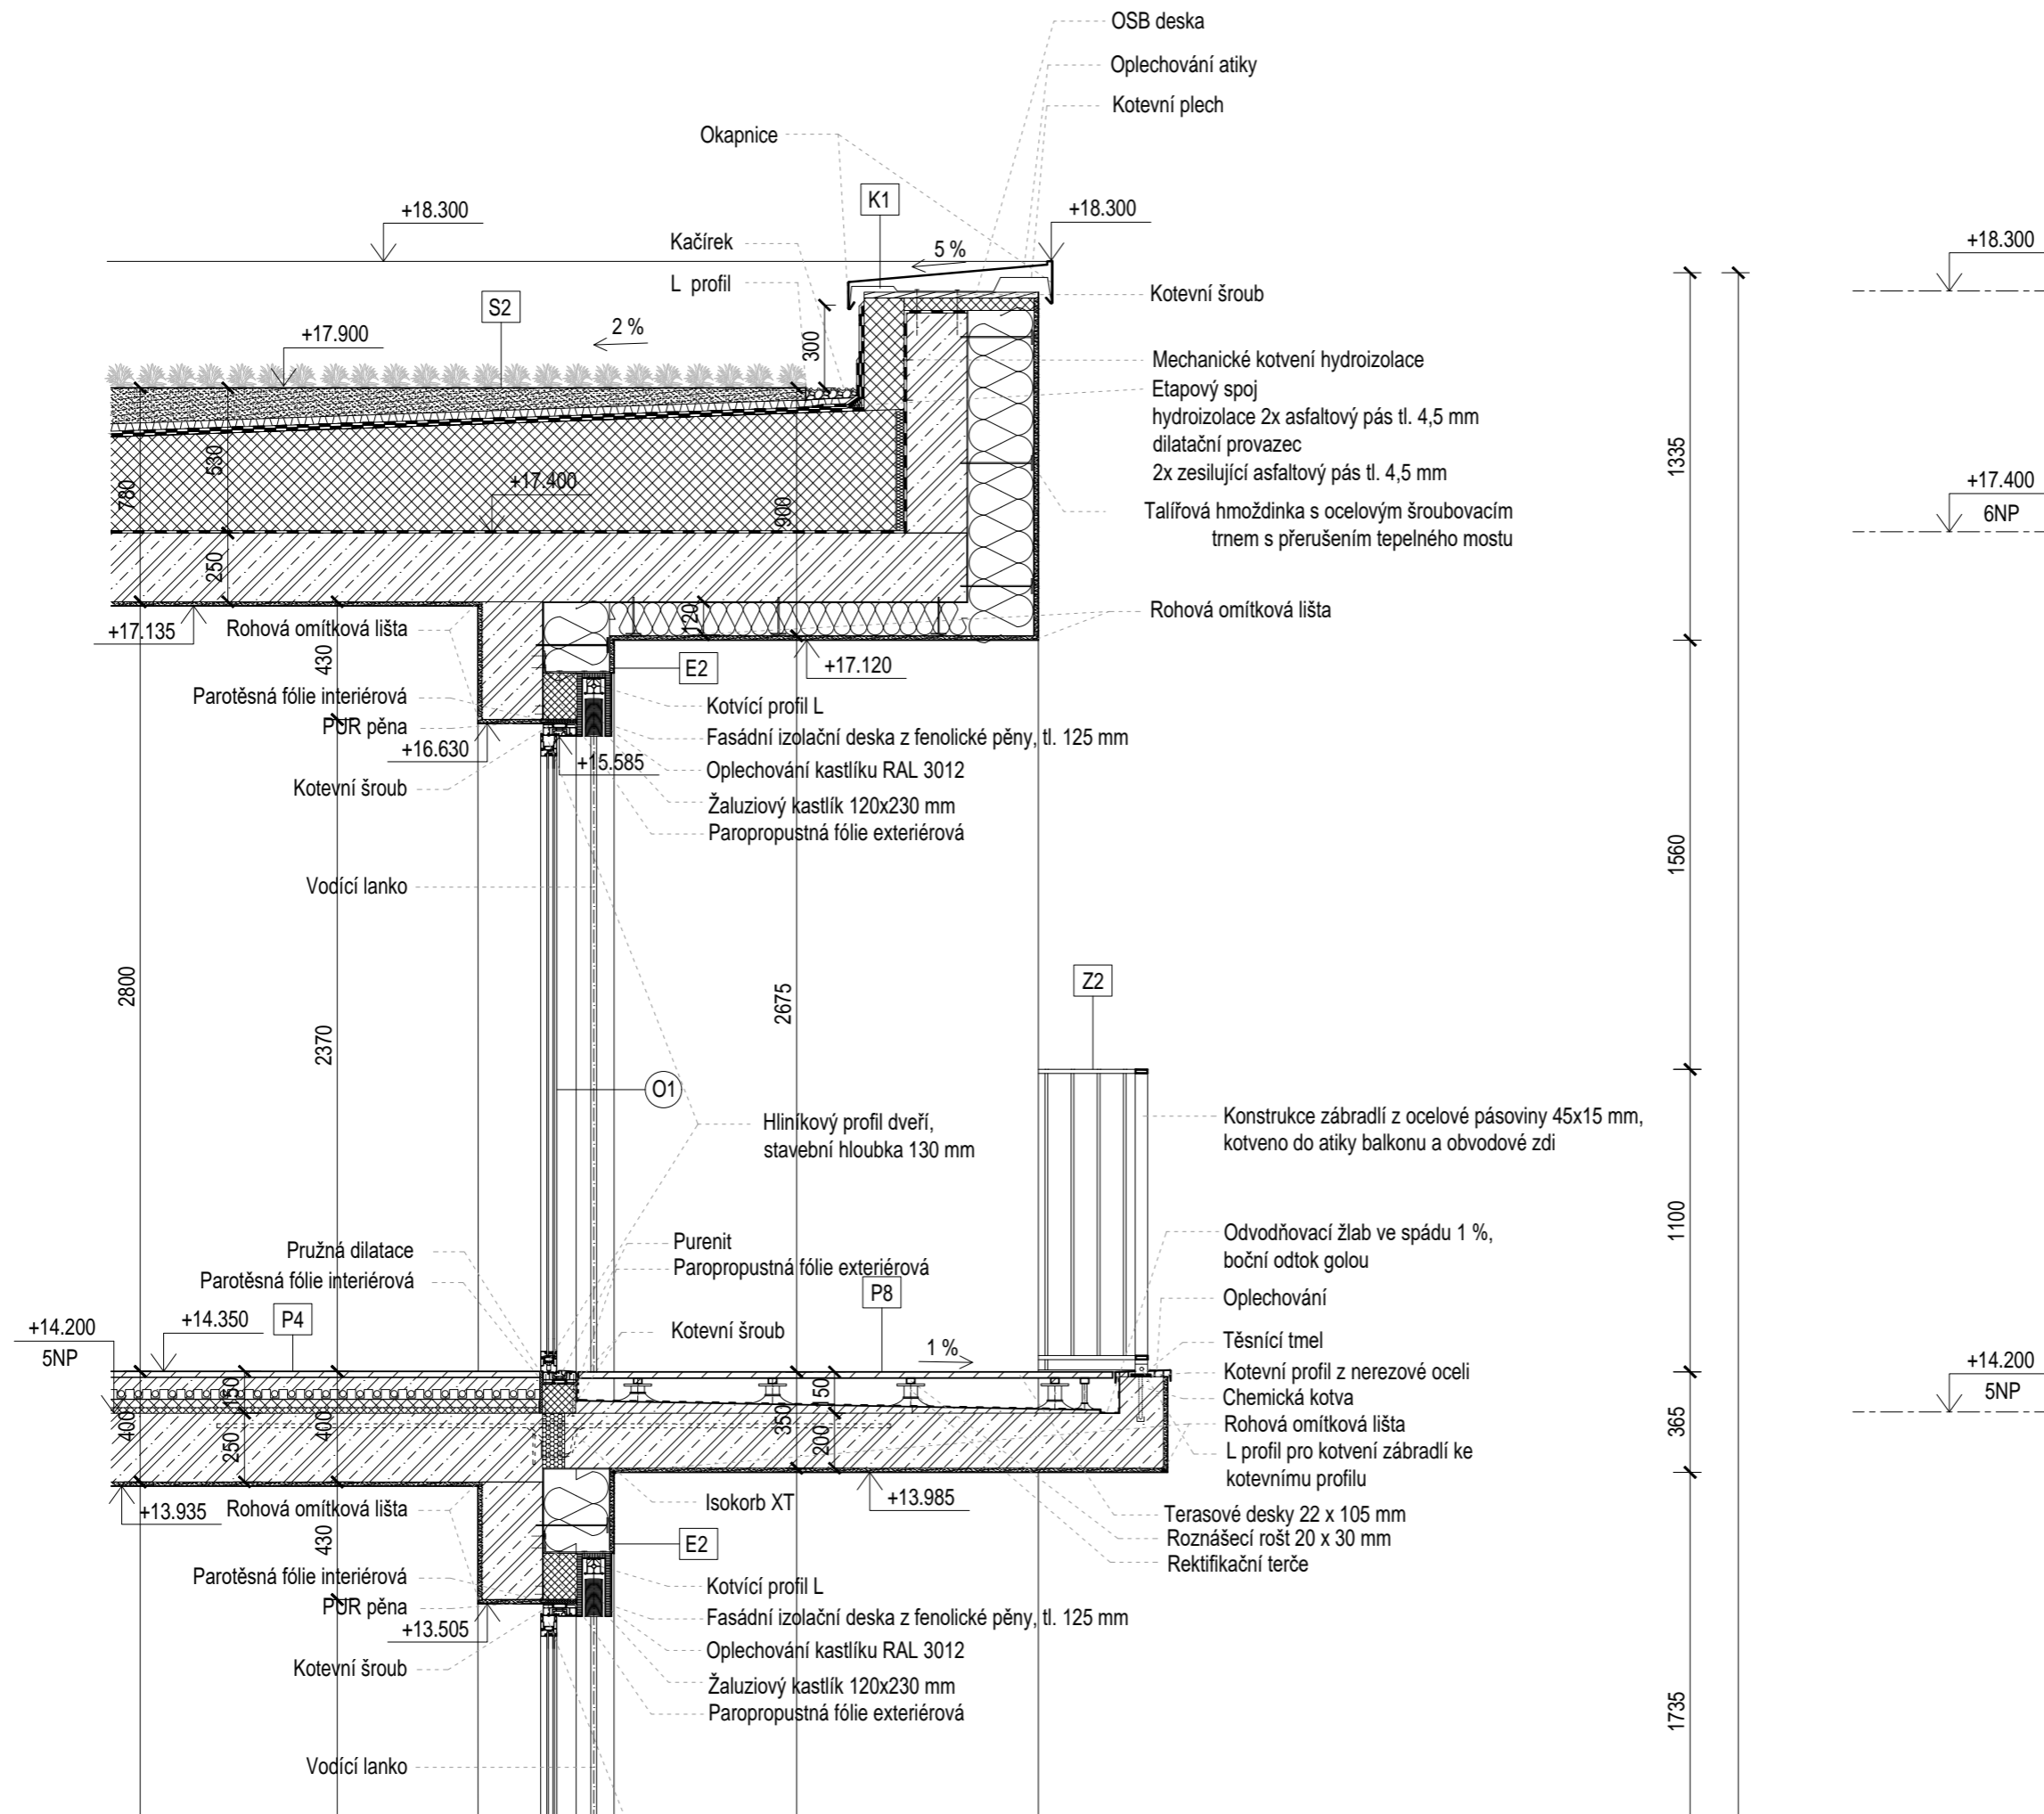 OSB deska
Oplechování atiky
Kotevní plech
Okapnice
K1
+18.300
+18.300
+18.300
Kačírek
5 %
L profil
Kotevní šroub
S2
+17.900
2 %
300
Mechanické kotvení hydroizolace
Etapový spoj
hydroizolace 2x asfaltový pás tl. 4,5 mm
dilatační provazec
2x zesilující asfaltový pás tl. 4,5 mm
1335
530
780
+17.400
900
+17.400
6NP
Talířová hmoždinka s ocelovým šroubovacím
trnem s přerušením tepelného mostu
250
120
+17.135
Rohová omítková lišta
Rohová omítková lišta
430
E2
+17.120
Parotěsná fólie interiérová
Kotvící profil L
PUR pěna
Fasádní izolační deska z fenolické pěny, tl. 125 mm
+16.630
+15.585
Oplechování kastlíku RAL 3012
Kotevní šroub
Žaluziový kastlík 120x230 mm
Paropropustná fólie exteriérová
1560
Vodící lanko
2800
2370
2675
Z2
O1
Hliníkový profil dveří,
stavební hloubka 130 mm
Konstrukce zábradlí z ocelové pásoviny 45x15 mm,
kotveno do atiky balkonu a obvodové zdi
1100
Pružná dilatace
Purenit
Odvodňovací žlab ve spádu 1 %,
boční odtok golou
Parotěsná fólie interiérová
Paropropustná fólie exteriérová
P8
Oplechování
+14.200
5NP
+14.350
P4
Kotevní šroub
1 %
Těsnící tmel
+14.200
5NP
Kotevní profil z nerezové oceli
Chemická kotva
Rohová omítková lišta
L profil pro kotvení zábradlí ke
kotevnímu profilu
150
150
400
250
400
350
200
365
+13.935
Rohová omítková lišta
Isokorb XT
+13.985
Terasové desky 22 x 105 mm
Roznášecí rošt 20 x 30 mm
Rektifikační terče
430
E2
Parotěsná fólie interiérová
Kotvící profil L
PUR pěna
Fasádní izolační deska z fenolické pěny, tl. 125 mm
+13.505
Oplechování kastlíku RAL 3012
Kotevní šroub
Žaluziový kastlík 120x230 mm
Paropropustná fólie exteriérová
1735
Vodící lanko